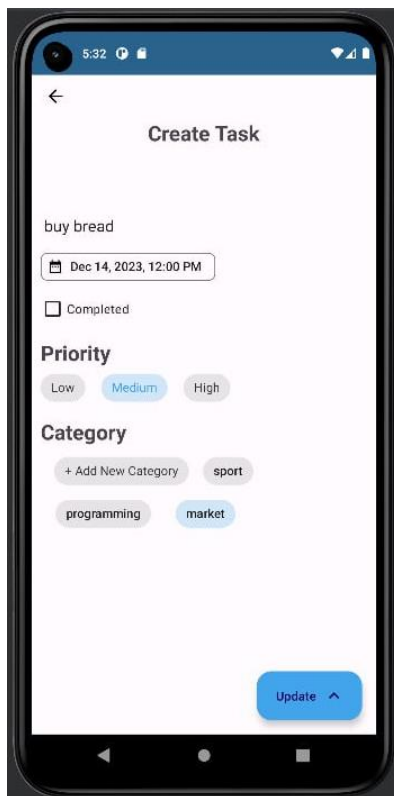 5:32
Create Task
buy bread
Dec 14, 2023, 12:00 PM
Completed
Priority
Low Medium High
Category
+ Add New Category sport
programming market
Update